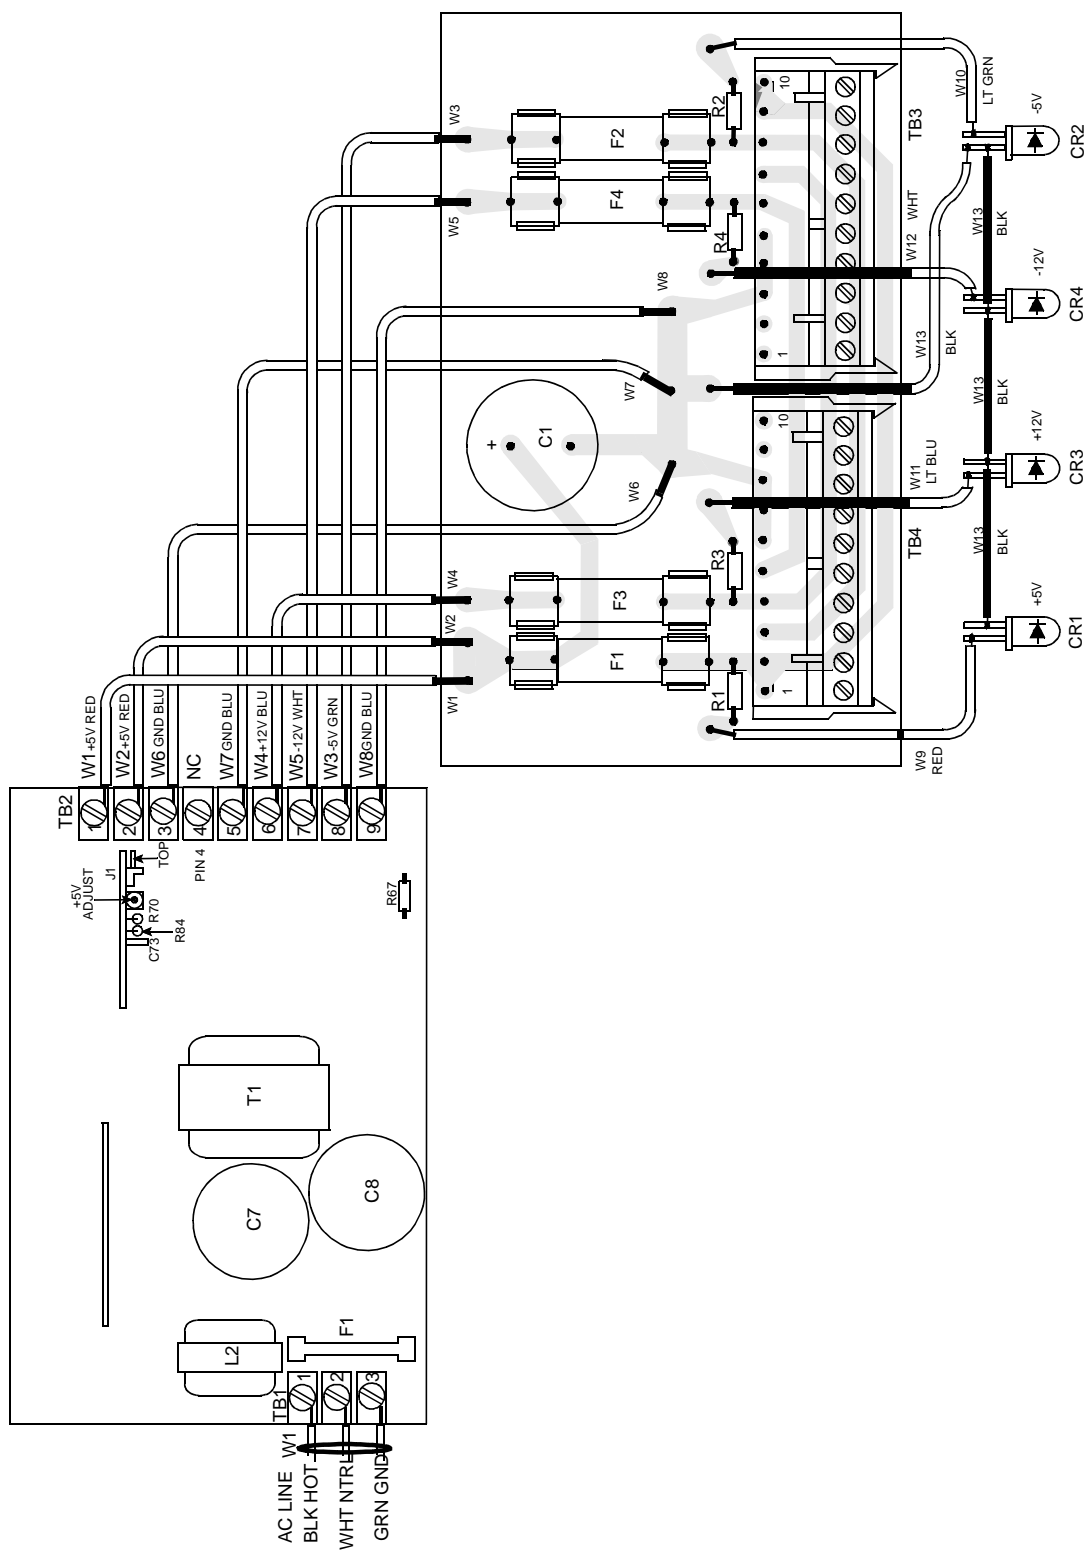 W3
W5
W8
W7
W6
W4
W2
W1
F2
F4
F3
F1
C1
+
R2
R4
R3
R1
10
1
10
1
TB3
TB4
W10
LT GRN
WHT
W12
W13
BLK
W11
LT BLU
W9
RED
W13
BLK
W13
BLK
W13
BLK
-5V
CR2
-12V
CR4
+12V
CR3
+5V
CR1
W1 +5V RED
W2 +5V RED
W6 GND BLU
NC
W7 GND BLU
W4 +12V BLU
W5 -12V WHT
W3 -5V GRN
W8 GND BLU
TB2
1
2
3
4
5
6
7
8
9
PIN 4
TOP
J1
+5V
ADJUST
R70
R84
C73
R67
T1
C7
C8
L2
F1
TB1
1
2
3
W1
AC LINE
BLK HOT
WHT NTRL
GRN GND